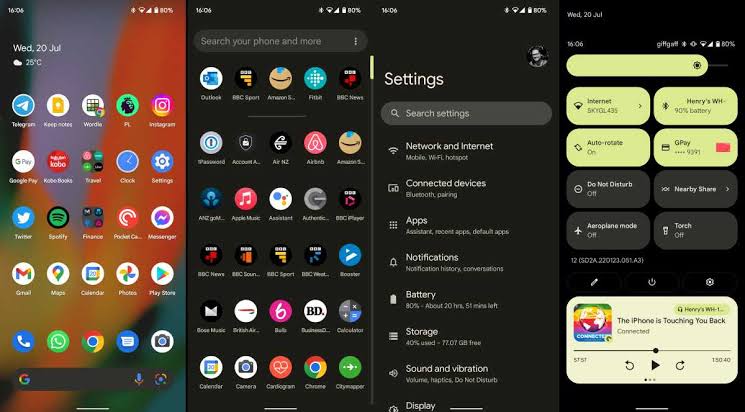 16:06
80%
Wed, 20 Jul
25°C
Telegram
Keep notes
Wordle
FL
Instagram
Google Pay
Kobo Books
Travel
Clock
Settings
Twitter
Spotify
Finance
Pocket Ca...
Messenger
Gmail
Maps
Calendar
Photos
Play Store
16:06
80%
Search your phone and more
Outlook
BBC Sport
Amazon S...
Fitbit
BBC News
1Password
Account A...
Air NZ
Airbnb
Amazon S...
ANZ goM...
Apple Music
Assistant
Authentic...
BBC iPlayer
BBC News
BBC Soun...
BBC Sport
BBC Weat...
Booster
Bose Music
British Air...
Bulb
BusinessD...
Calculator
Calendar
Camera
Cardiogram
Chrome
Citymapper
16:06
80%
Settings
Search settings
Network and Internet
Mobile, Wi-Fi, hotspot
Connected devices
Bluetooth, pairing
Apps
Assistant, recent apps, default apps
Notifications
Notification history, conversations
Battery
80% - About 20 hrs, 51 mins left
Storage
40% used – 77.07 GB free
Sound and vibration
Volume, haptics, Do Not Disturb
Display
Wed, 20 Jul
16:06
giffgaff
80%
Internet
SKYGL435
Henry's WH-
90% battery
Auto-rotate
On
GPay
•••• 9391
Do Not Disturb
Off
Nearby Share
Aeroplane mode
Off
Torch
Off
12 (SD2A.220123.051.A3)
Henry's WH-1...
The iPhone is Touching You Back
Connected
57:57
1:50:40